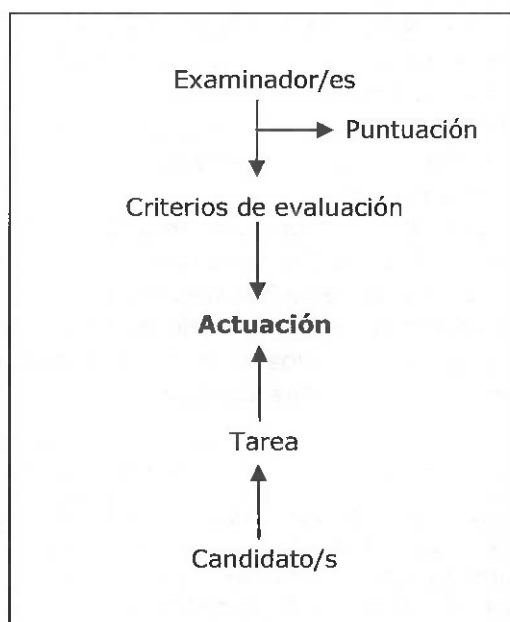 Examinador/es
Puntuación
Criterios de evaluación
Actuación
Tarea
Candidato/s